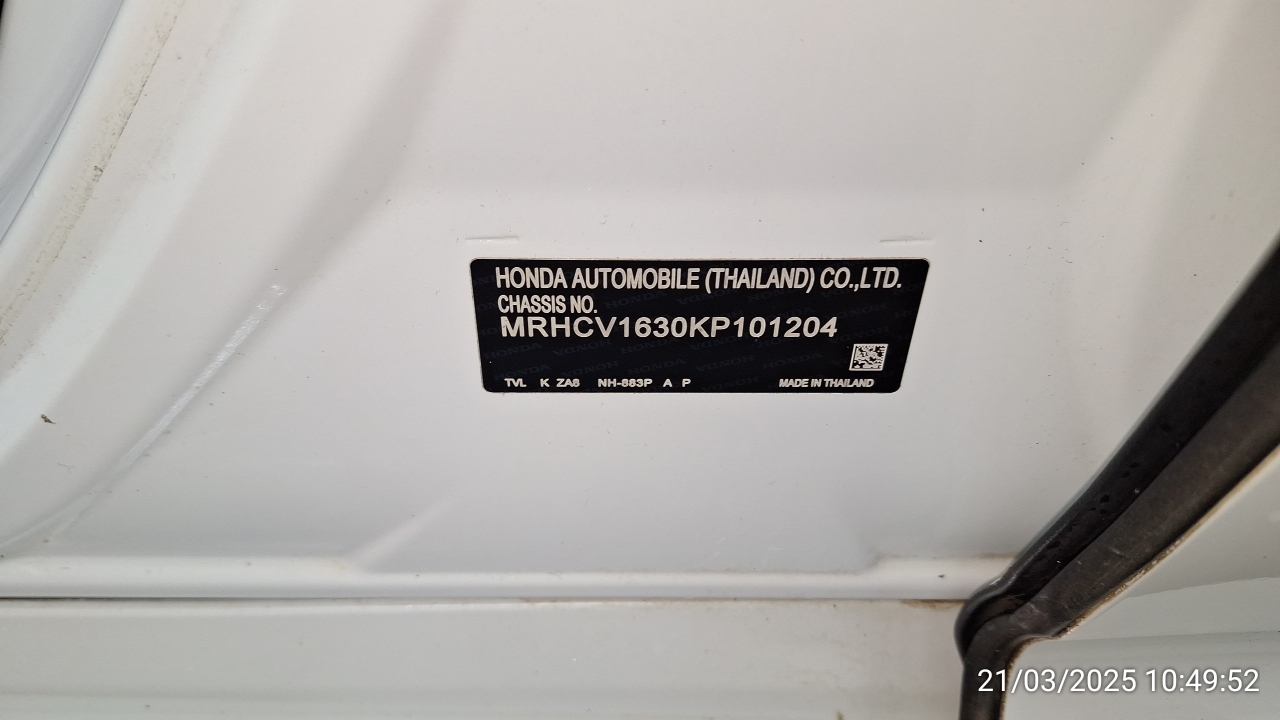 HONDA AUTOMOBILE (THAILAND) CO.,LTD.
CHASSIS NO.
MRHCV1630KP101204
TVL K ZA8 NH-883P A P MADE IN THAILAND
21/03/2025 10:49:52